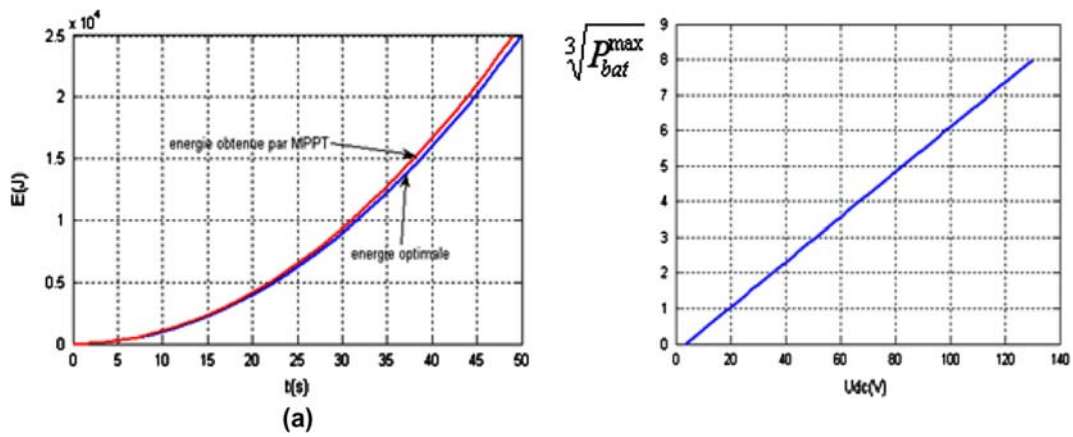 x 10⁴
2.5
2
1.5
1
0.5
0
E(J)
energie obtenue par MPPT
energie optimale
0 5 10 15 20 25 30 35 40 45 50
t(s)
(a)
∛P_bat^max
9
8
7
6
5
4
3
2
1
0
0 20 40 60 80 100 120 140
Udc(V)